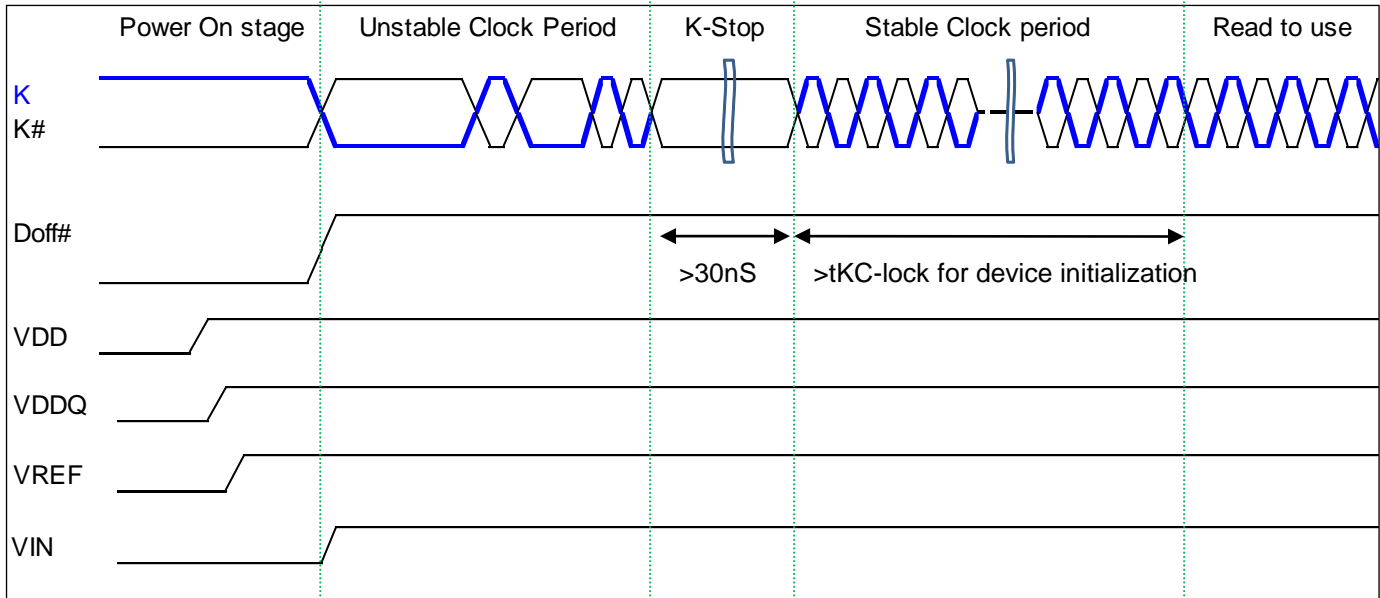 Power On stage
Unstable Clock Period
K-Stop
Stable Clock period
Read to use
K
K#
Doff#
>30nS
>tKC-lock for device initialization
VDD
VDDQ
VREF
VIN